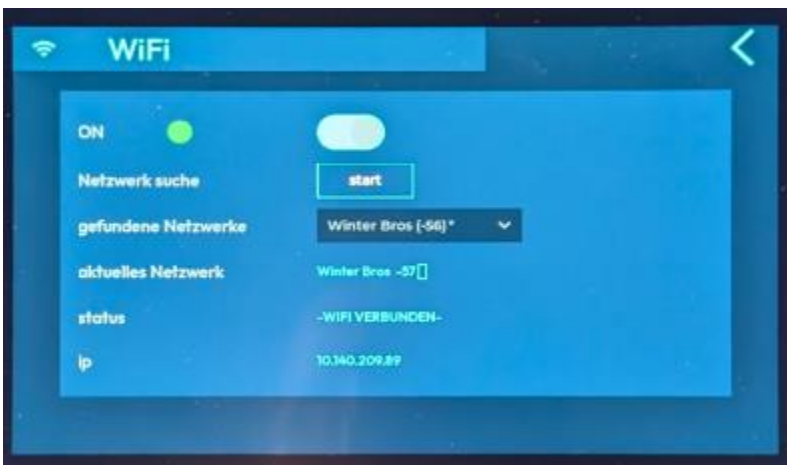 WiFi
ON
Netzwerk suche start
gefundene Netzwerke Winter Bros (-56)*
aktuelles Netzwerk Winter Bros -57▯
status -WIFI VERBUNDEN-
ip 10.140.209.89